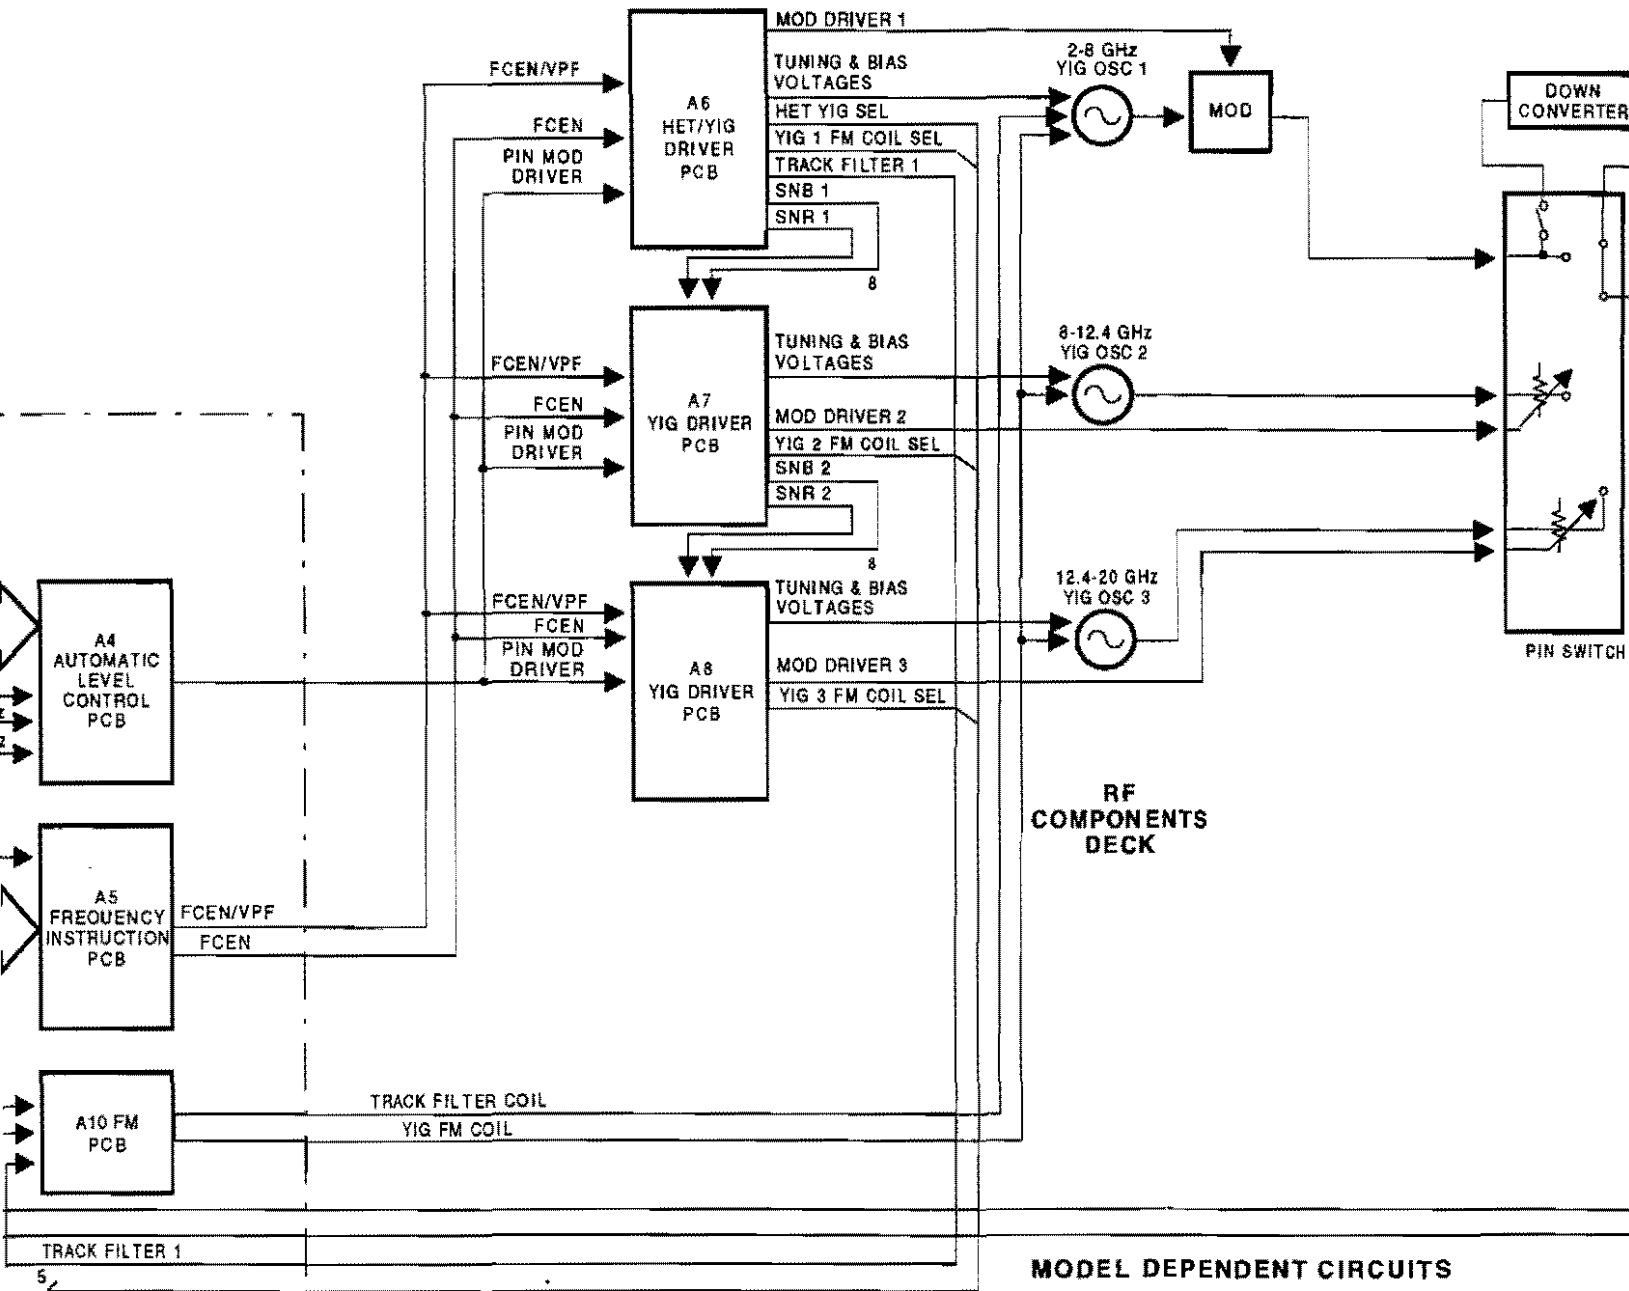 MOD DRIVER 1
TUNING & BIAS
VOLTAGES
HET YIG SEL
YIG 1 FM COIL SEL
TRACK FILTER 1
SNB 1
SNR 1
8
FCEN/VPF
FCEN
PIN MOD
DRIVER
A6
HET/YIG
DRIVER
PCB
2-8 GHz
YIG OSC 1
MOD
DOWN
CONVERTER
FCEN/VPF
FCEN
PIN MOD
DRIVER
A7
YIG DRIVER
PCB
TUNING & BIAS
VOLTAGES
MOD DRIVER 2
YIG 2 FM COIL SEL
SNB 2
SNR 2
8
8-12.4 GHz
YIG OSC 2
FCEN/VPF
FCEN
PIN MOD
DRIVER
A8
YIG DRIVER
PCB
TUNING & BIAS
VOLTAGES
MOD DRIVER 3
YIG 3 FM COIL SEL
12.4-20 GHz
YIG OSC 3
PIN SWITCH
A4
AUTOMATIC
LEVEL
CONTROL
PCB
RF
COMPONENTS
DECK
A5
FREQUENCY
INSTRUCTION
PCB
FCEN/VPF
FCEN
A10 FM
PCB
TRACK FILTER COIL
YIG FM COIL
TRACK FILTER 1
5
MODEL DEPENDENT CIRCUITS